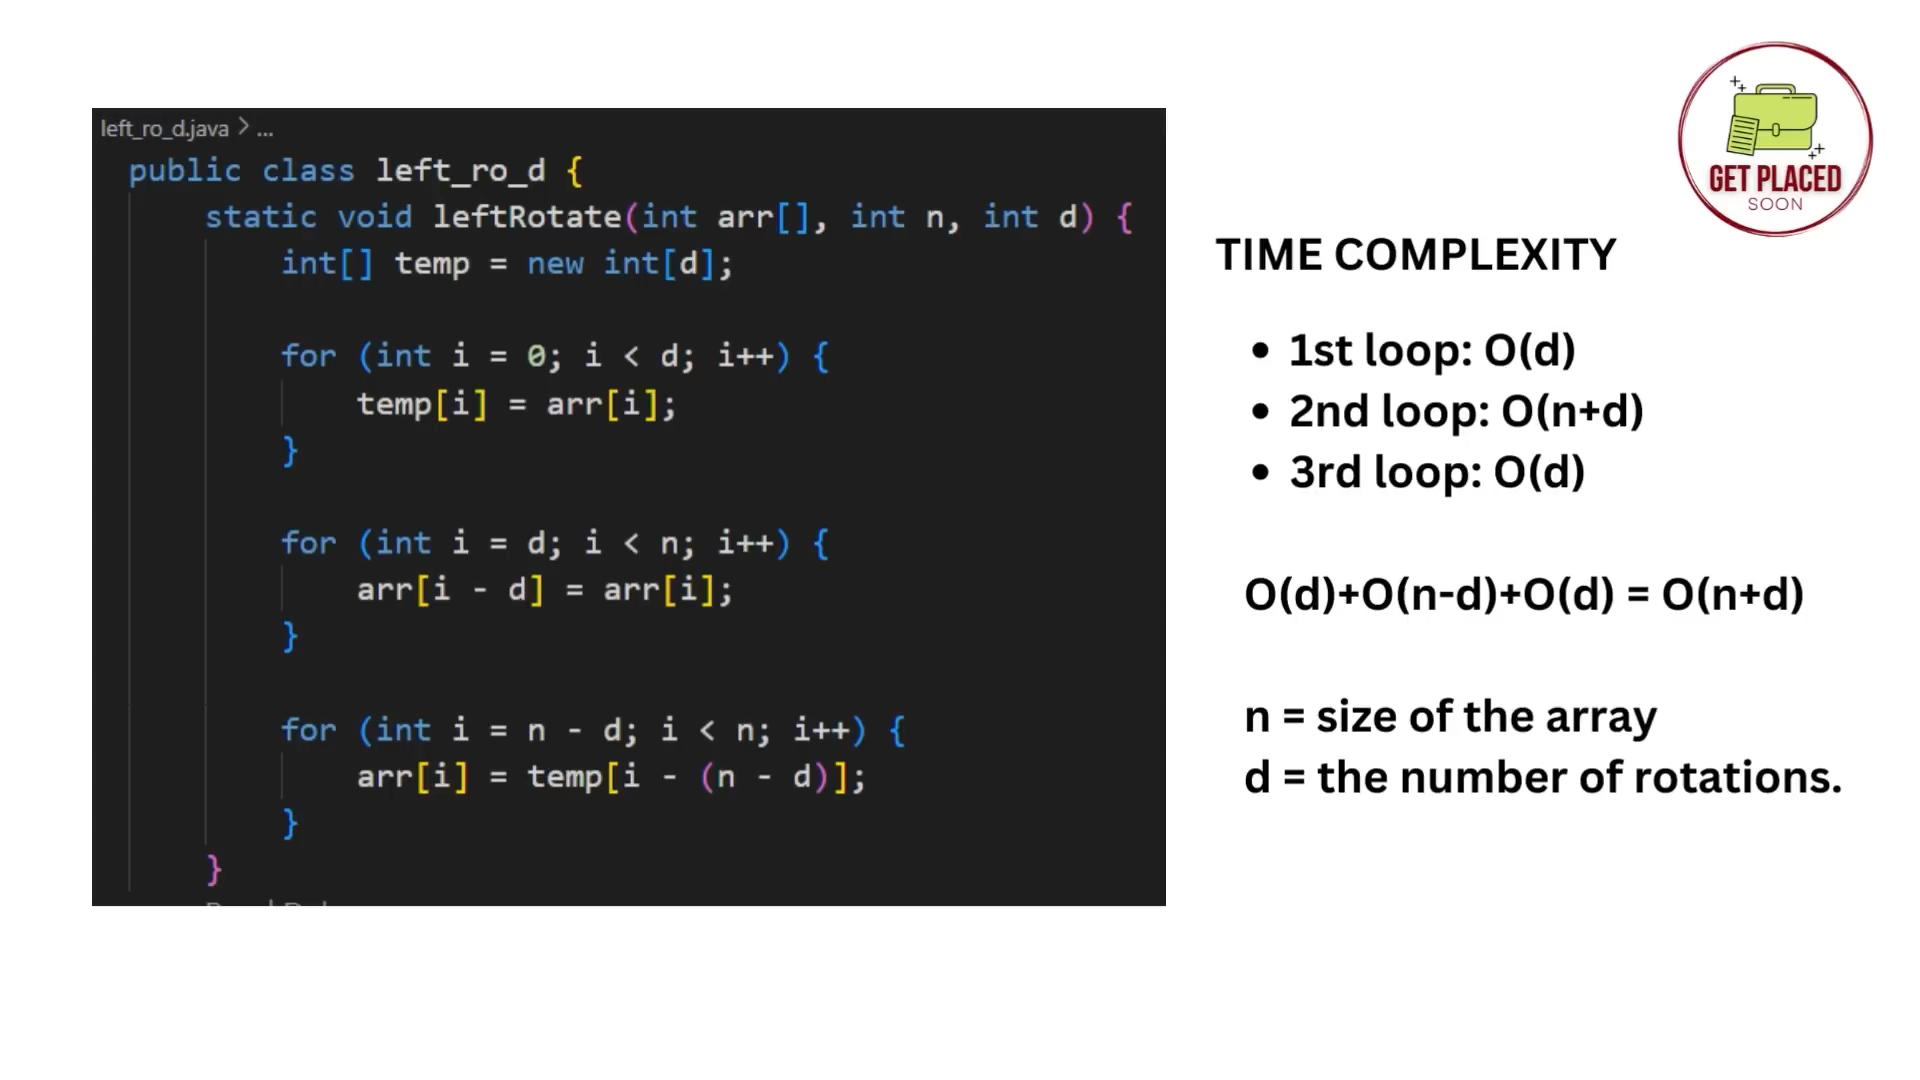 left_ro_d.java > ...
public class left_ro_d {
static void leftRotate(int arr[], int n, int d) {
int[] temp = new int[d];
for (int i = 0; i < d; i++) {
temp[i] = arr[i];
}
for (int i = d; i < n; i++) {
arr[i - d] = arr[i];
}
for (int i = n - d; i < n; i++) {
arr[i] = temp[i - (n - d)];
}
}
GET PLACED
SOON
TIME COMPLEXITY
• 1st loop: O(d)
• 2nd loop: O(n+d)
• 3rd loop: O(d)
O(d)+O(n-d)+O(d) = O(n+d)
n = size of the array
d = the number of rotations.